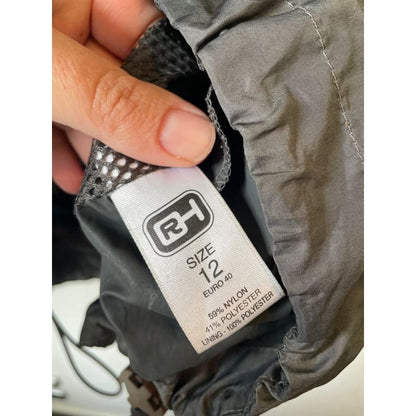 RH
SIZE
12
EURO 40
59% NYLON
41% POLYESTER
LINING - 100% POLYESTER